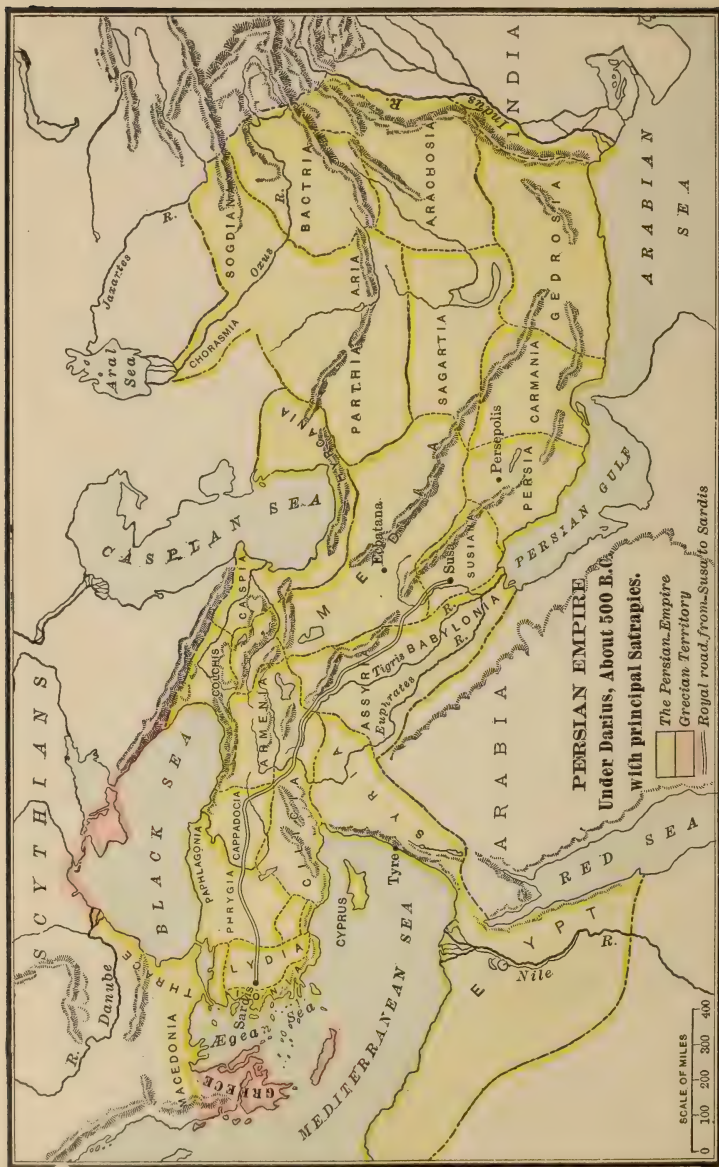 SCYTHIANS
R. Danube
BLACK SEA
THRACE
MACEDONIA
GREECE
Ægean Sea
Sardis
LYDIA
PHRYGIA
PAPHLAGONIA
CAPPADOCIA
CILICIA
CYPRUS
MEDITERRANEAN SEA
COLCHIS
ARMENIA
CASPIA
CASPIAN SEA
HYRCANIA
Aral Sea
Jaxartes R.
CHORASMIA
SOGDIANA
Oxus R.
BACTRIA
ARIA
PARTHIA
SAGARTIA
ARACHOSIA
Indus R
INDIA
GEDROSIA
CARMANIA
PERSIA
Persepolis
MEDIA
Ecbatana
Susa
SUSIANA
ASSYRIA
Tigris R.
BABYLONIA
Euphrates R.
SYRIA
Tyre
ARABIA
PERSIAN GULF
ARABIAN SEA
RED SEA
EGYPT
Nile R.
PERSIAN EMPIRE
Under Darius, About 500 B.C.
with principal Satrapies.
The Persian Empire
Grecian Territory
Royal road from Susa to Sardis
SCALE OF MILES
0 100 200 300 400